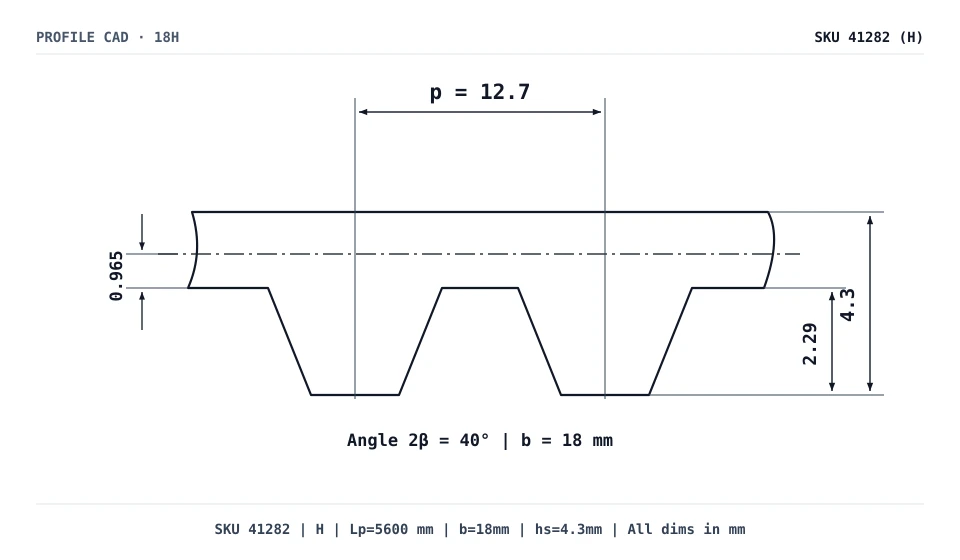 PROFILE CAD · 18H
SKU 41282 (H)
p = 12.7
0.965
4.3
2.29
Angle 2β = 40° | b = 18 mm
SKU 41282 | H | Lp=5600 mm | b=18mm | hs=4.3mm | All dims in mm